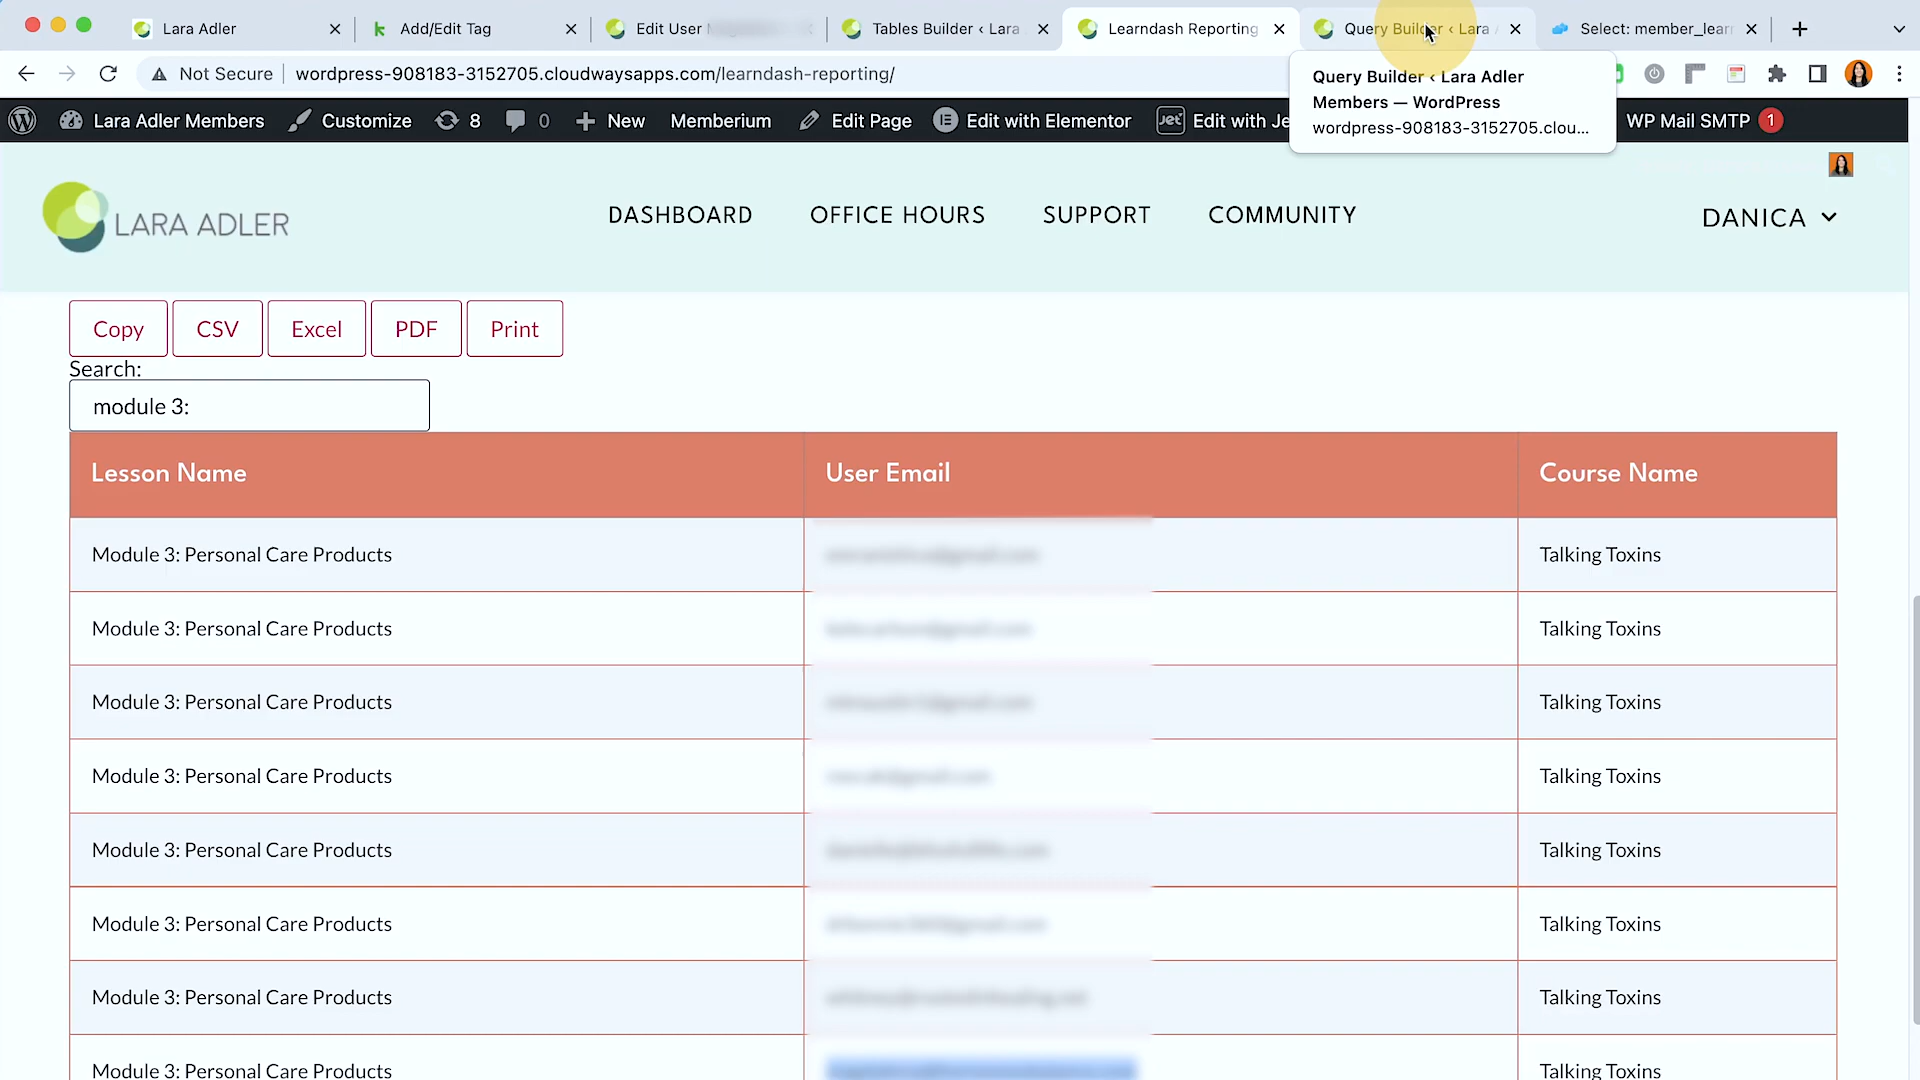 Lara Adler
Add/Edit Tag
Edit User
Tables Builder ‹ Lara
Learndash Reporting
Query Builder ‹ Lara
Select: member_lear
Not Secure
wordpress-908183-3152705.cloudwaysapps.com/learndash-reporting/
Query Builder ‹ Lara Adler
Members — WordPress
wordpress-908183-3152705.clou...
Lara Adler Members
Customize
8
0
New
Memberium
Edit Page
Edit with Elementor
Jet
Edit with Je
WP Mail SMTP
1
LARA ADLER
DASHBOARD
OFFICE HOURS
SUPPORT
COMMUNITY
DANICA
Copy
CSV
Excel
PDF
Print
Search:
module 3:
Lesson Name
User Email
Course Name
Module 3: Personal Care Products
Talking Toxins
Module 3: Personal Care Products
Talking Toxins
Module 3: Personal Care Products
Talking Toxins
Module 3: Personal Care Products
Talking Toxins
Module 3: Personal Care Products
Talking Toxins
Module 3: Personal Care Products
Talking Toxins
Module 3: Personal Care Products
Talking Toxins
Module 3: Personal Care Products
Talking Toxins